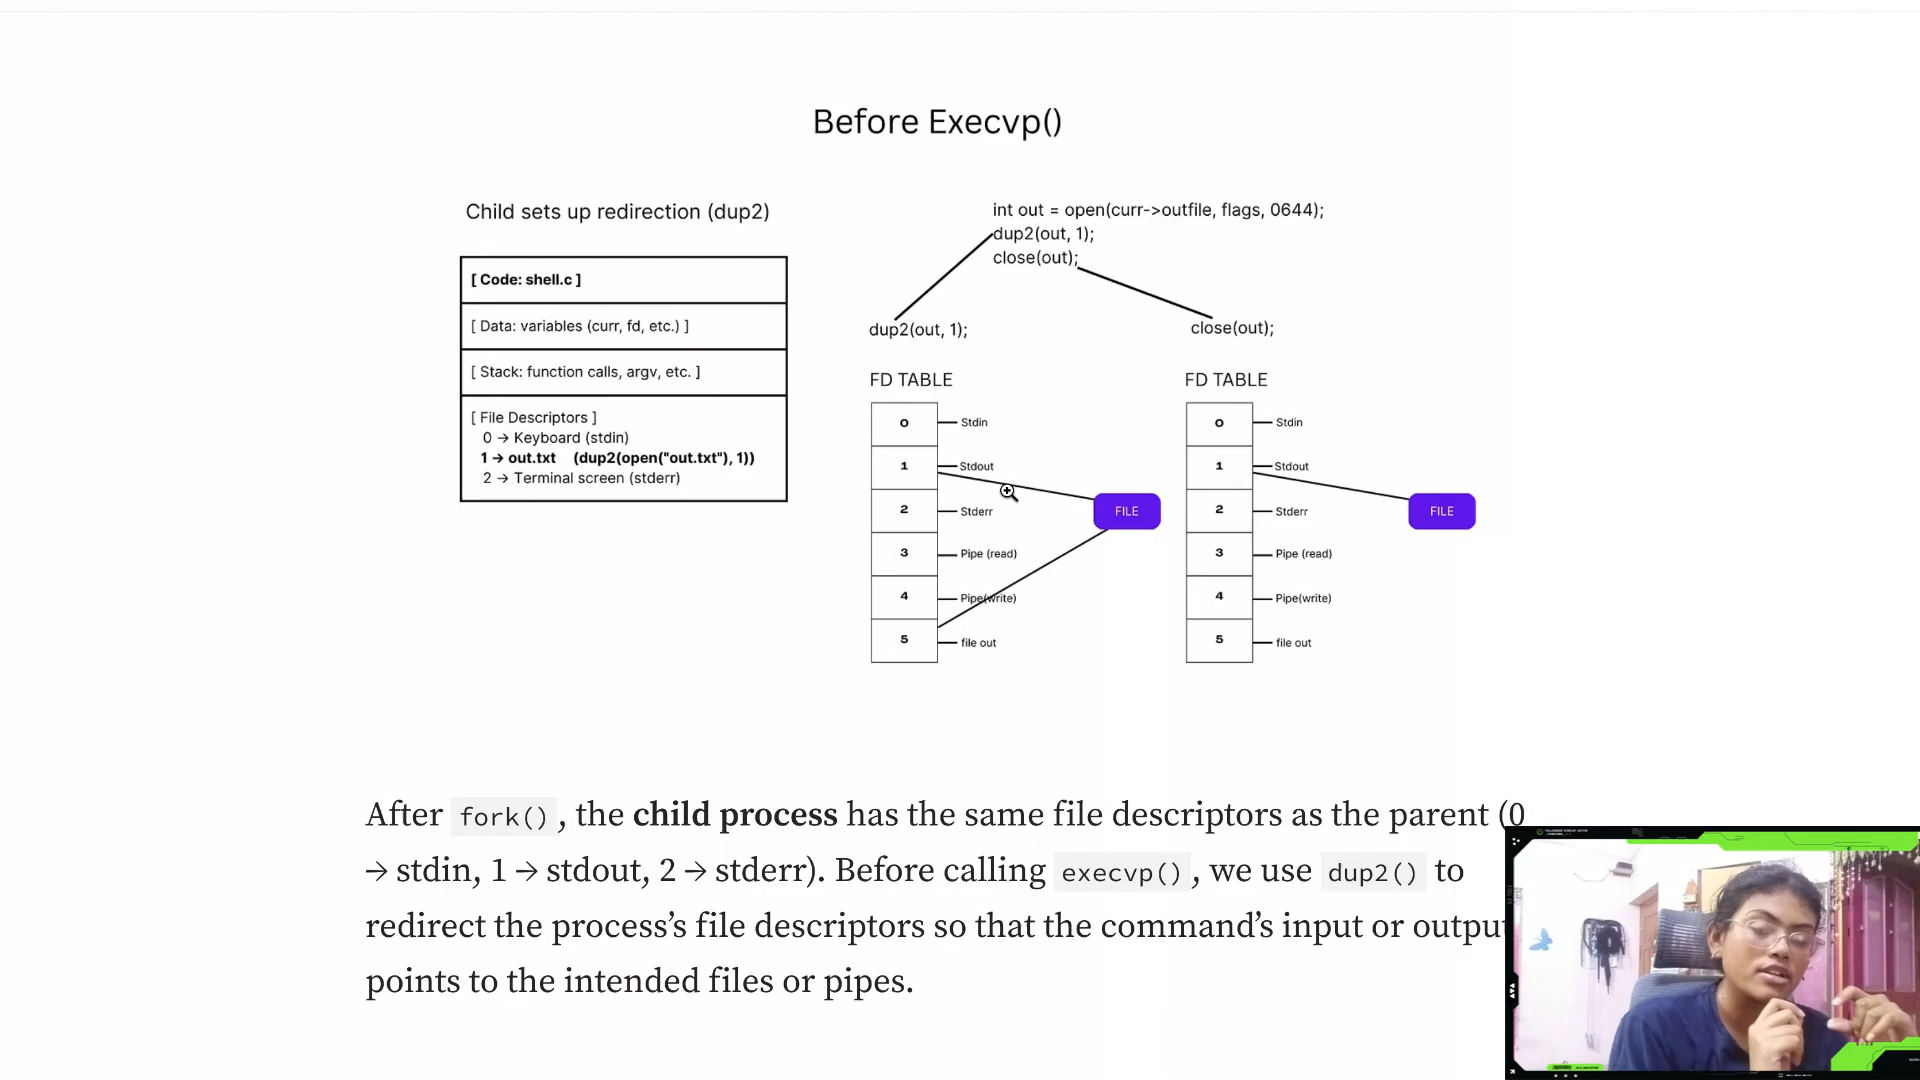 Before Execvp()
Child sets up redirection (dup2)
[ Code: shell.c ]
[ Data: variables (curr, fd, etc.) ]
[ Stack: function calls, argv, etc. ]
[ File Descriptors ]
0 → Keyboard (stdin)
1 → out.txt (dup2(open("out.txt"), 1))
2 → Terminal screen (stderr)
int out = open(curr->outfile, flags, 0644);
dup2(out, 1);
close(out);
dup2(out, 1);
FD TABLE
0 Stdin
1 Stdout
2 Stderr
3 Pipe (read)
4 Pipe(write)
5 file out
FILE
close(out);
FD TABLE
0 Stdin
1 Stdout
2 Stderr
3 Pipe (read)
4 Pipe(write)
5 file out
FILE
After fork(), the child process has the same file descriptors as the parent (0
→ stdin, 1 → stdout, 2 → stderr). Before calling execvp(), we use dup2() to
redirect the process’s file descriptors so that the command’s input or output
points to the intended files or pipes.